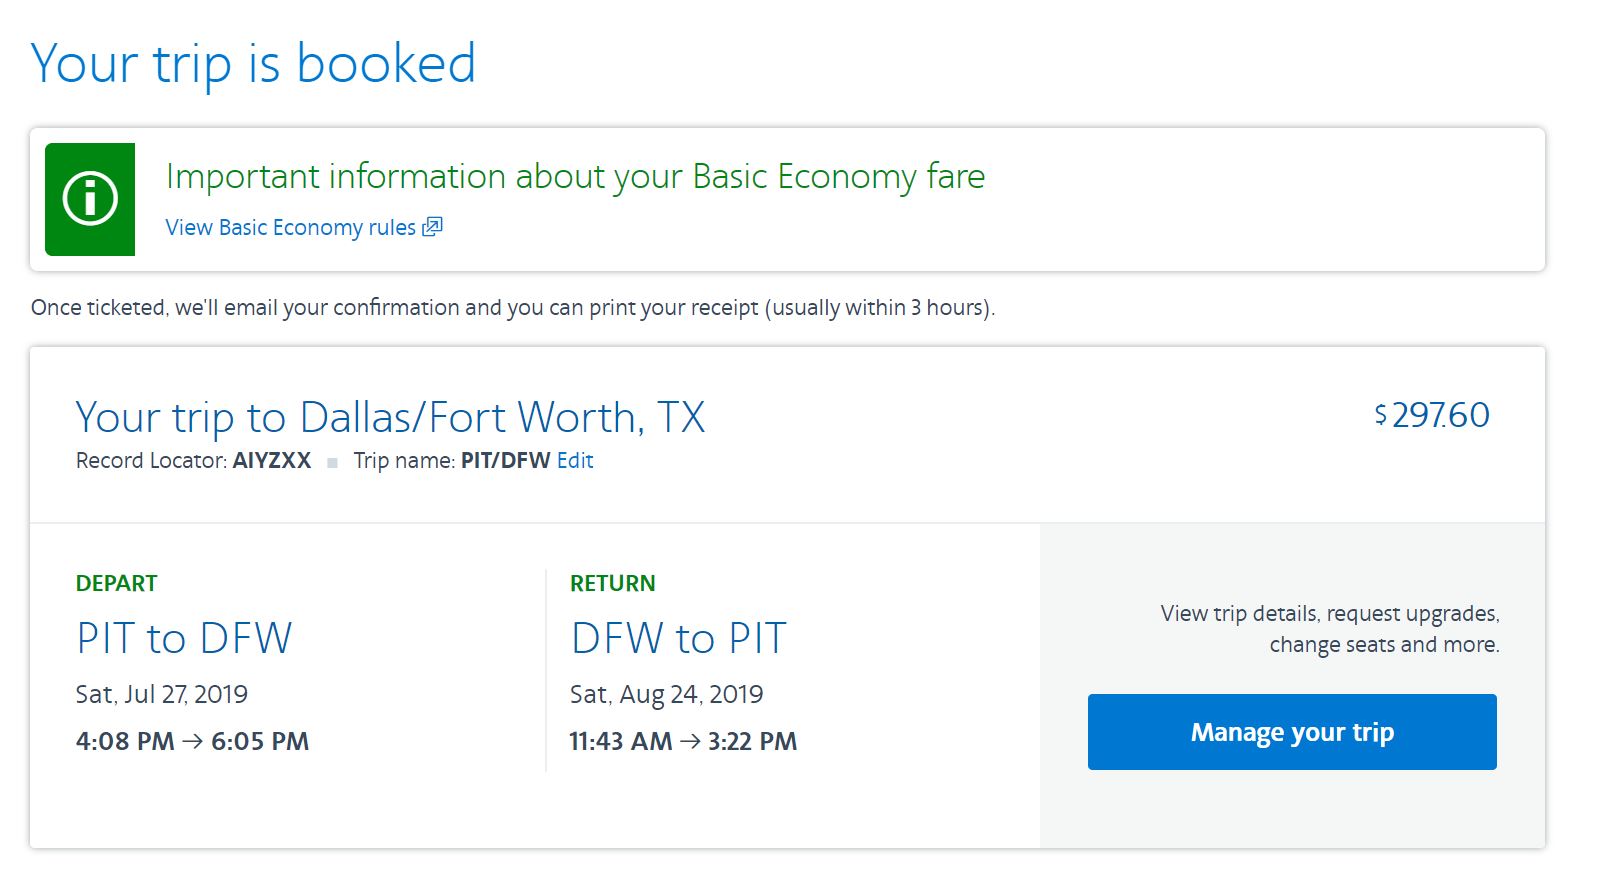 Your trip is booked
Important information about your Basic Economy fare
View Basic Economy rules
Once ticketed, we'll email your confirmation and you can print your receipt (usually within 3 hours).
Your trip to Dallas/Fort Worth, TX
$297.60
Record Locator: AIYZXX Trip name: PIT/DFW Edit
DEPART
PIT to DFW
Sat, Jul 27, 2019
4:08 PM → 6:05 PM
RETURN
DFW to PIT
Sat, Aug 24, 2019
11:43 AM → 3:22 PM
View trip details, request upgrades,
change seats and more.
Manage your trip